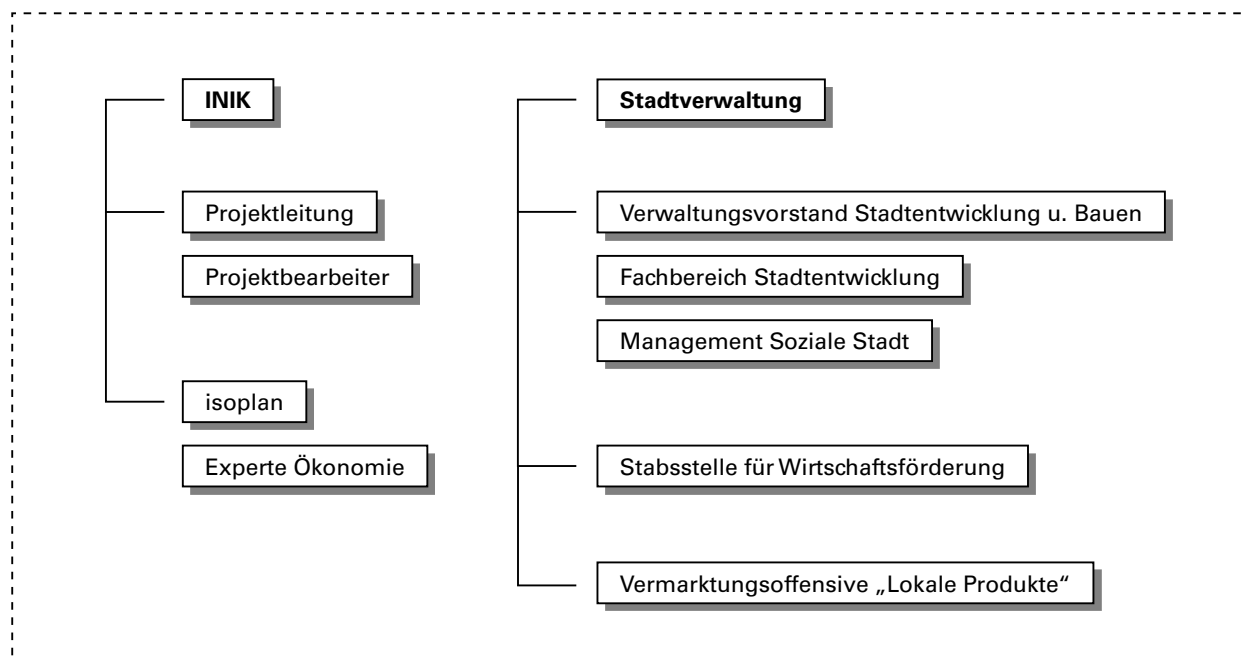 INIK
Projektleitung
Projektbearbeiter
isoplan
Experte Ökonomie
Stadtverwaltung
Verwaltungsvorstand Stadtentwicklung u. Bauen
Fachbereich Stadtentwicklung
Management Soziale Stadt
Stabsstelle für Wirtschaftsförderung
Vermarktungsoffensive „Lokale Produkte“